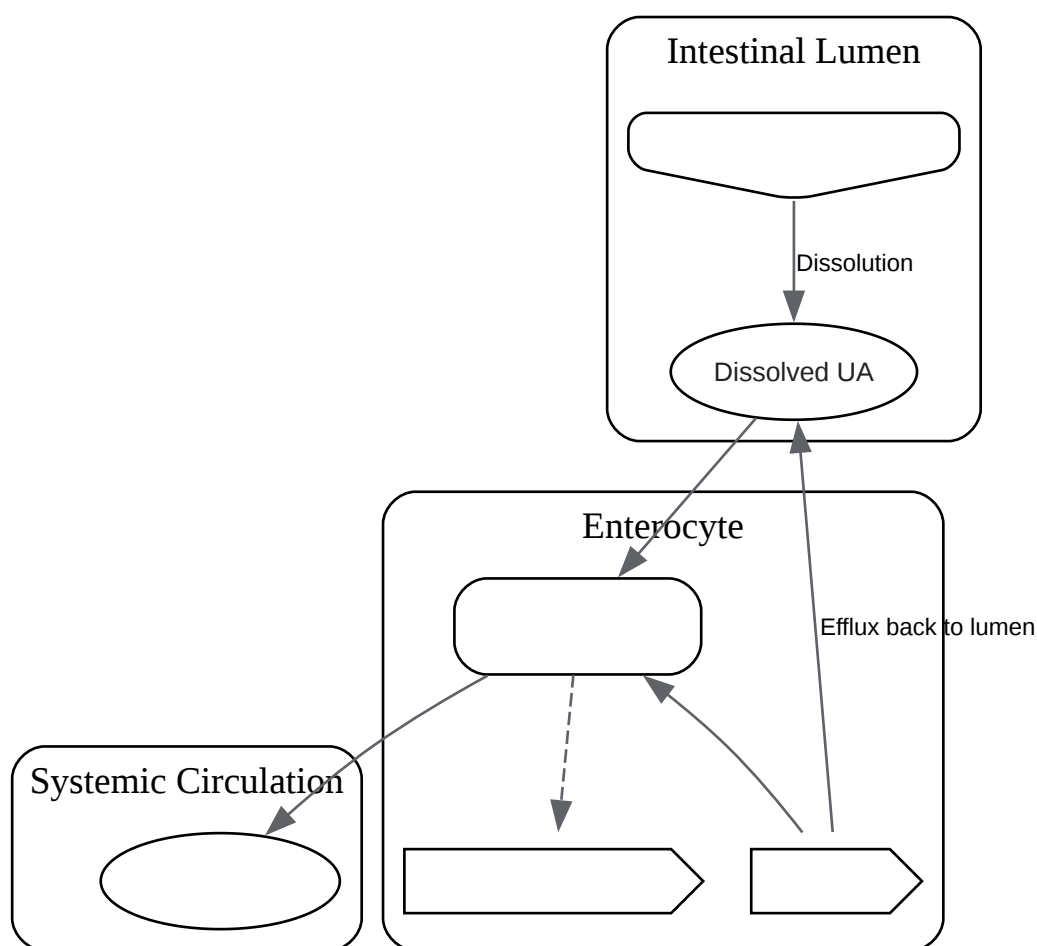 Intestinal Lumen
Dissolution
Dissolved UA
Enterocyte
Efflux back to lumen
Systemic Circulation